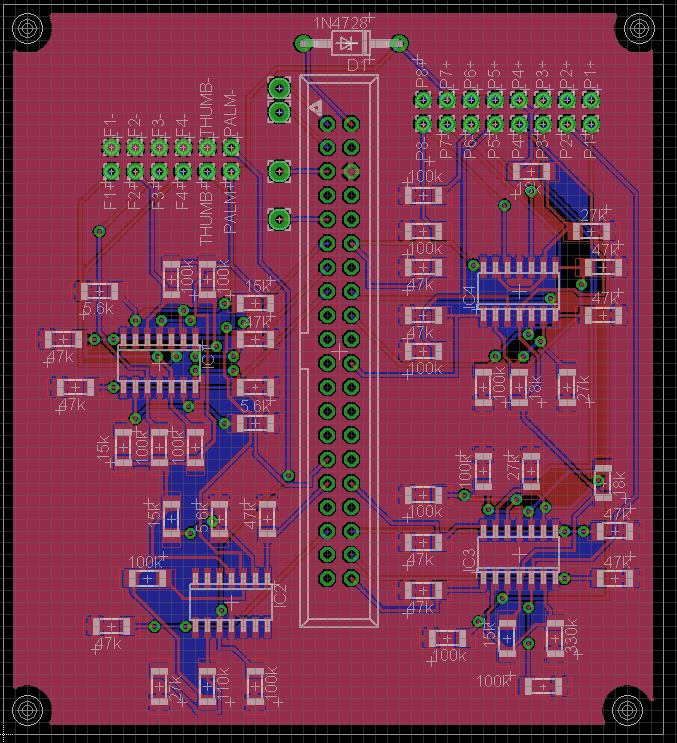 1N4728
D1
P8+
P7+
P6+
P5+
P4+
P3+
P2+
P1+
P8-
P7-
P6-
P5-
P4-
P3-
P2-
P1-
F1-
F2-
F3-
F4-
THUMB-
PALM-
F1+
F2+
F3+
F4+
THUMB+
PALM+
100k
18k
27k
100k
47k
47k
47k
47k
100k
IC4
100k
18k
27k
100k
100k
15k
5.6k
47k
47k
IC1
47k
5.6k
15k
100k
100k
15k
5.6k
47k
100k
IC2
47k
27k
110k
100k
100k
27k
18k
100k
47k
47k
IC3
47k
47k
15k
330k
100k
100k